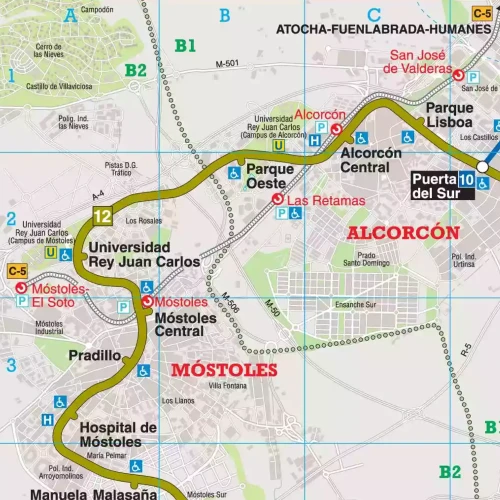 A
B
C
C-5
Campodón
ATOCHA-FUENLABRADA-HUMANES
B1
B2
Cerro de
las Nieves
M-501
San José
de Valderas
1
Castillo de Villaviciosa
P
San José de
Parque
Lisboa
Alcorcón
Polig. Ind.
las Nieves
Universidad
Rey Juan Carlos
(Campus de Alcorcón)
U
H
P
Los Castillos
Alcorcón
Central
Pistas D.G.
Tráfico
Parque
Oeste
Puerta
del Sur
10
A-4
P
Las Retamas
12
Los Rosales
2
Universidad
Rey Juan Carlos
(Campus de Móstoles)
U
ALCORCÓN
Universidad
Rey Juan Carlos
Prado
Santo Domingo
Pol. Ind.
Urtinsa
C-5
Móstoles-
El Soto
P
P
Móstoles
M-506
M-50
Ensanche Sur
Móstoles
Industrial
Móstoles
Central
R-5
3
Pradillo
MÓSTOLES
Villa Fontana
Los Llanos
H
Hospital de
Móstoles
B1
María Pelmar
Pol. Ind.
Arroyomolinos
B2
Manuela Malasaña
Móstoles Sur